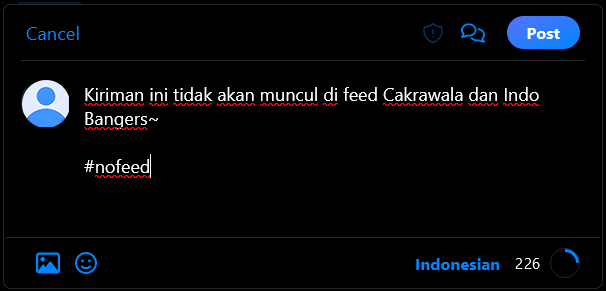 Cancel
Post
Kiriman ini tidak akan muncul di feed Cakrawala dan Indo
Bangers~
#nofeed
Indonesian 226